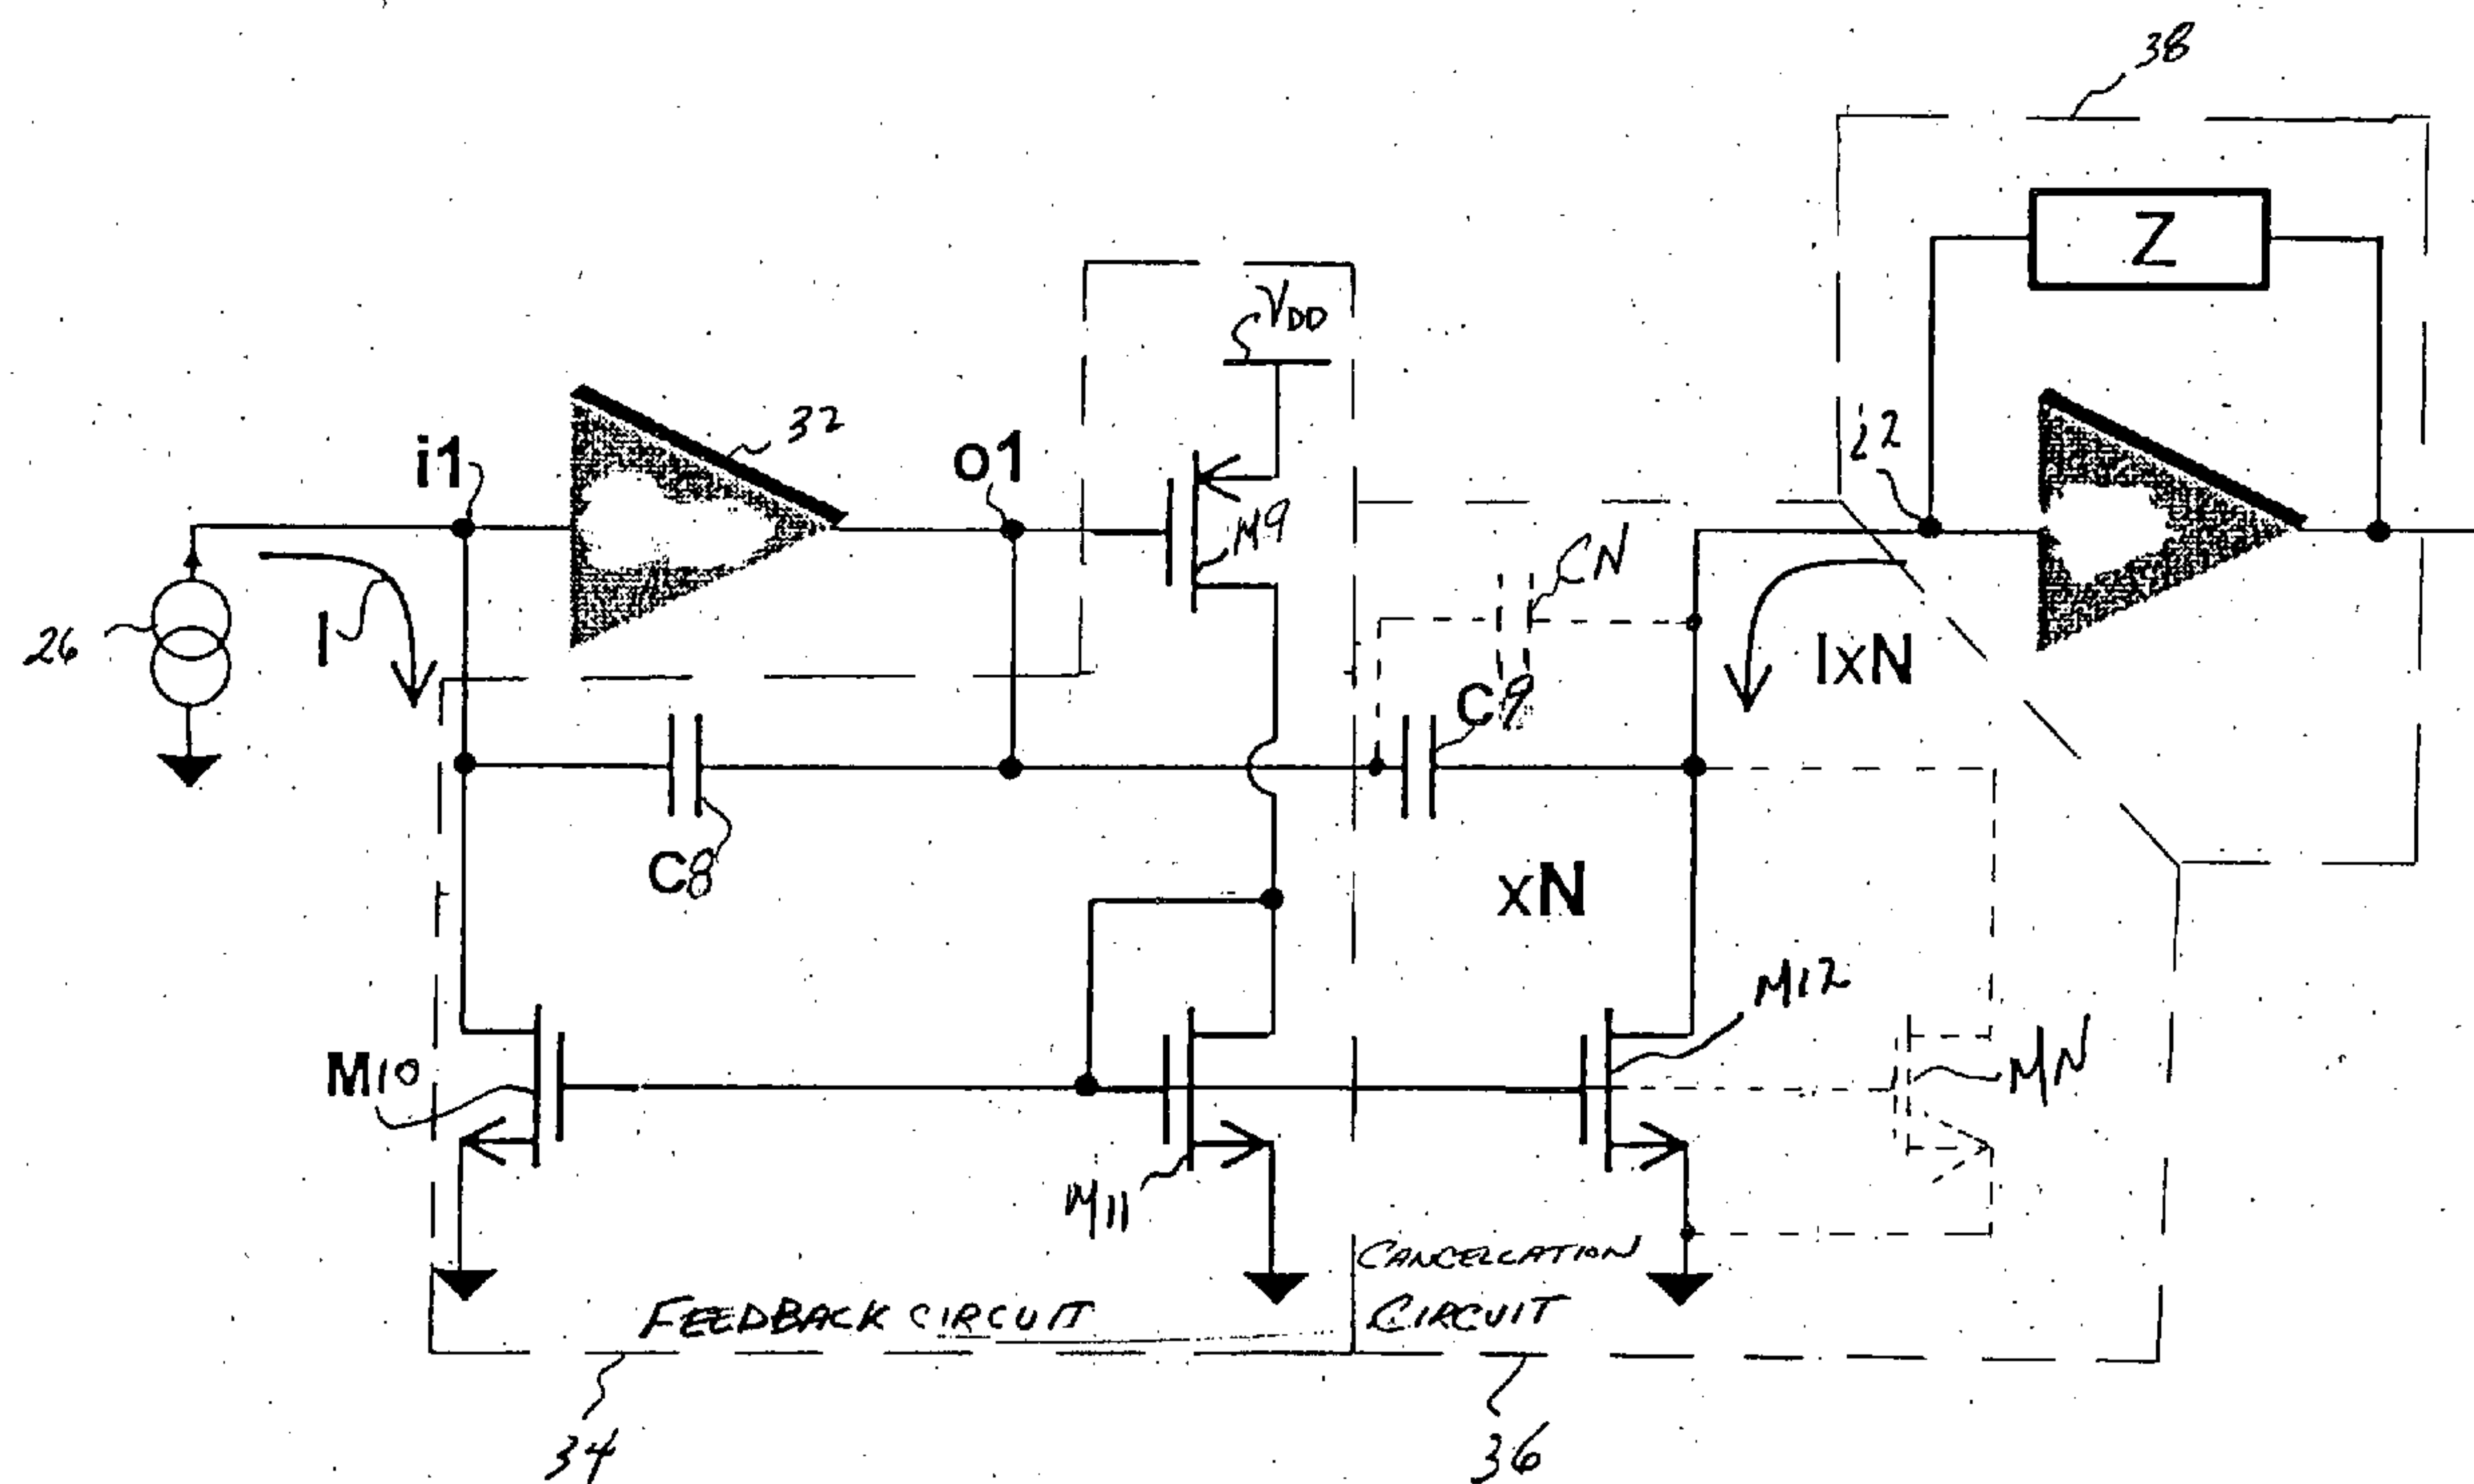 38
Z
VDD
32
i1
o1
i2
M9
CN
26
I
IxN
C9
C8
xN
M12
M10
MN
M11
CANCELLATION
FEEDBACK CIRCUIT
CIRCUIT
34
36